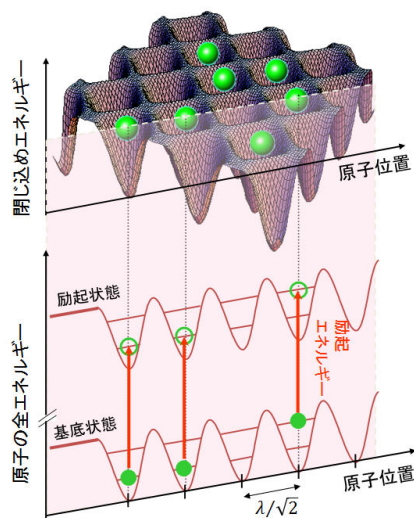 閉じ込めエネルギー
原子位置
原子の全エネルギー
励起状態
励起
エネルギー
基底状態
原子位置
λ/√2